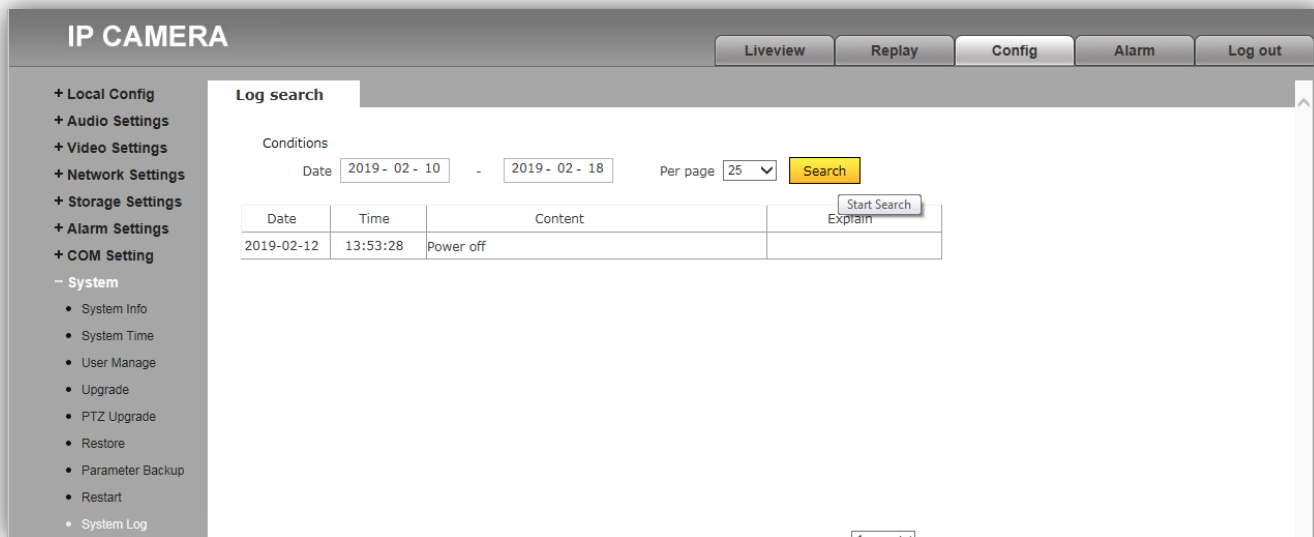 IP CAMERA
Liveview Replay Config Alarm Log out
+ Local Config
+ Audio Settings
+ Video Settings
+ Network Settings
+ Storage Settings
+ Alarm Settings
+ COM Setting
− System
• System Info
• System Time
• User Manage
• Upgrade
• PTZ Upgrade
• Restore
• Parameter Backup
• Restart
• System Log
Log search
Conditions
Date 2019 - 02 - 10 - 2019 - 02 - 18 Per page 25 Search
Start Search
Date Time Content Explain
2019-02-12 13:53:28 Power off